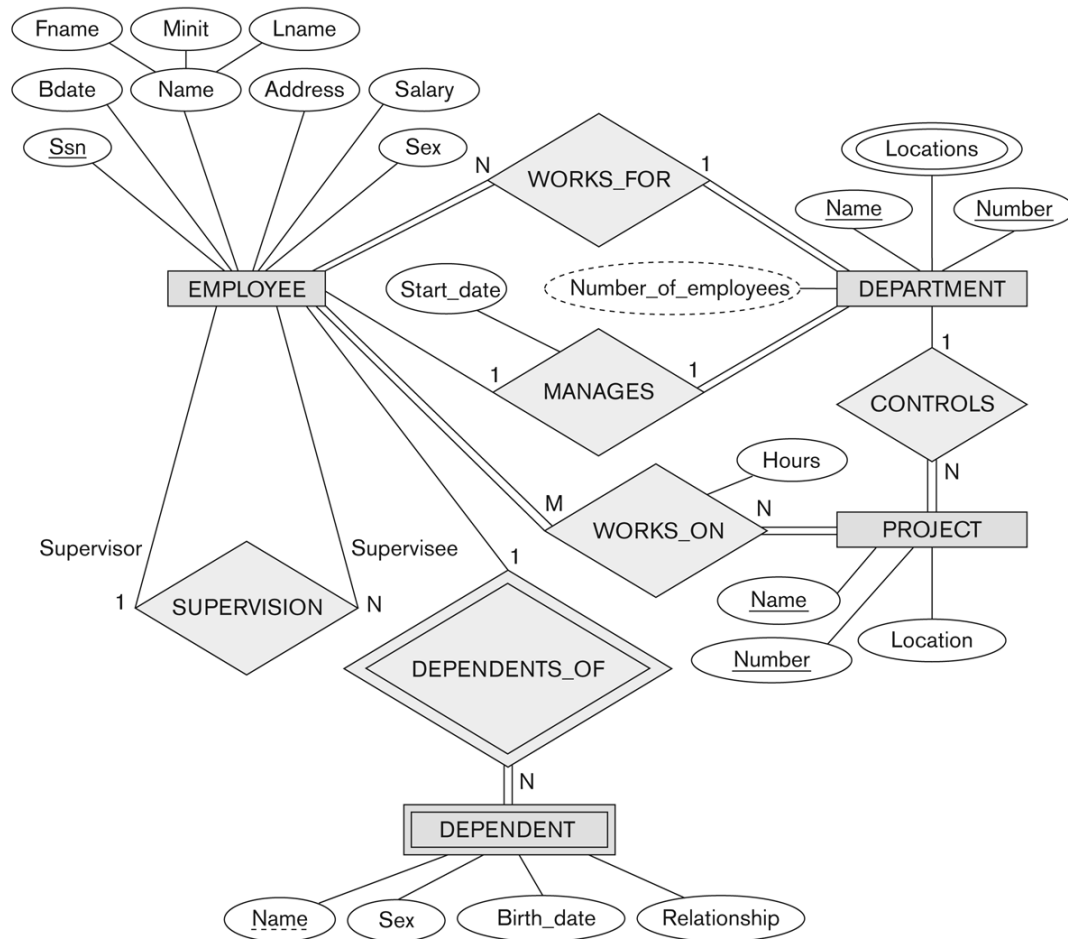 Fname
Minit
Lname
Bdate
Name
Address
Salary
Ssn
Sex
Locations
N
WORKS_FOR
1
Name
Number
EMPLOYEE
Start_date
Number_of_employees
DEPARTMENT
1
MANAGES
1
1
CONTROLS
N
Hours
M
WORKS_ON
N
PROJECT
Supervisor
Supervisee
1
SUPERVISION
N
1
Name
Number
Location
DEPENDENTS_OF
N
DEPENDENT
Name
Sex
Birth_date
Relationship